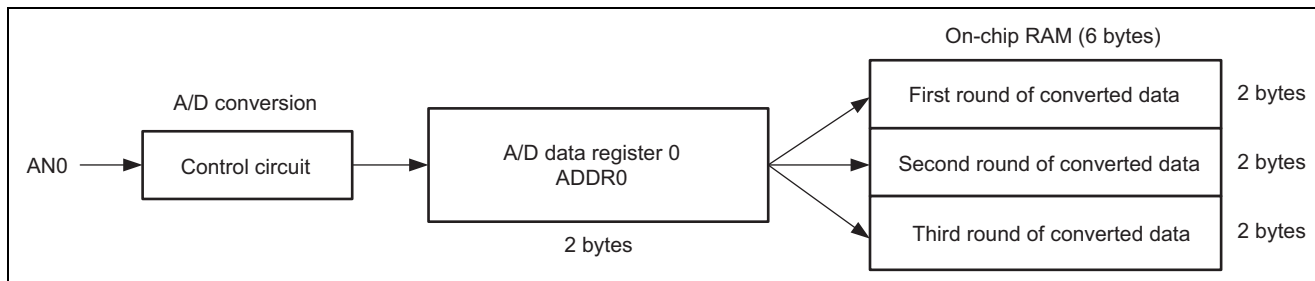 On-chip RAM (6 bytes)
A/D conversion
First round of converted data
2 bytes
AN0
Control circuit
A/D data register 0
ADDR0
Second round of converted data
2 bytes
Third round of converted data
2 bytes
2 bytes